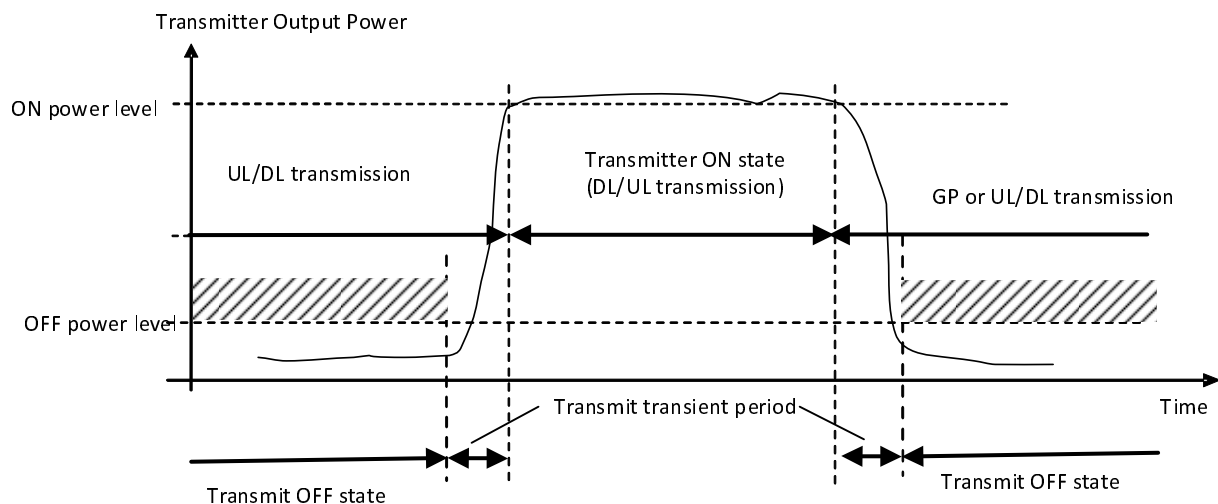 Transmitter Output Power
ON power level
UL/DL transmission
Transmitter ON state
(DL/UL transmission)
GP or UL/DL transmission
OFF power level
Transmit transient period
Time
Transmit OFF state
Transmit OFF state